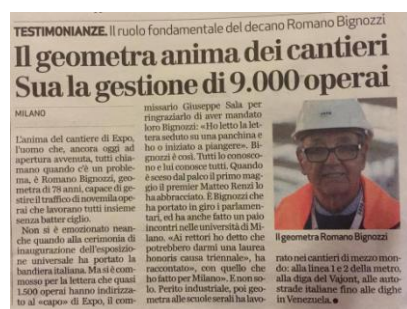 TESTIMONIANZE. Il ruolo fondamentale del decano Romano Bignozzi
Il geometra anima dei cantieri
Sua la gestione di 9.000 operai
MILANO
L'anima del cantiere di Expo,
l'uomo che, ancora oggi ad
apertura avvenuta, tutti chia-
mano quando c'è un proble-
ma, è Romano Bignozzi, geo-
metra di 78 anni, capace di ge-
stire il traffico di novemila ope-
rai che lavorano tutti insieme
senza batter ciglio.
Non si è emozionato nean-
che quando alla cerimonia di
inaugurazione dell'esposizio-
ne universale ha portato la
bandiera italiana. Ma si è com-
mosso per la lettera che quasi
1.500 operai hanno indirizza-
to al «capo» di Expo, il com-
missario Giuseppe Sala per
ringraziarlo di aver mandato
loro Bignozzi: «Ho letto la let-
tera seduto su una panchina e
ho iniziato a piangere». Bi-
gnozzi è così. Tutti lo conosco-
no e lui conosce tutti. Quando
è sceso dal palco il primo mag-
gio il premier Matteo Renzi lo
ha abbracciato. È Bignozzi che
ha portato in giro i parlamen-
tari, ed ha anche fatto un paio
incontri nelle università di Mi-
lano. «Ai rettori ho detto che
potrebbero darmi una laurea
honoris causa triennale», ha
raccontato», con quello che
ho fatto per Milano». E non so-
lo. Perito industriale, poi geo-
metra alle scuole serali ha lavo-
Il geometra Romano Bignozzi
rato nei cantieri di mezzo mon-
do: alla linea 1 e 2 della metro,
alla diga del Vajont, alle auto-
strade italiane fino alle dighe
in Venezuela. ●